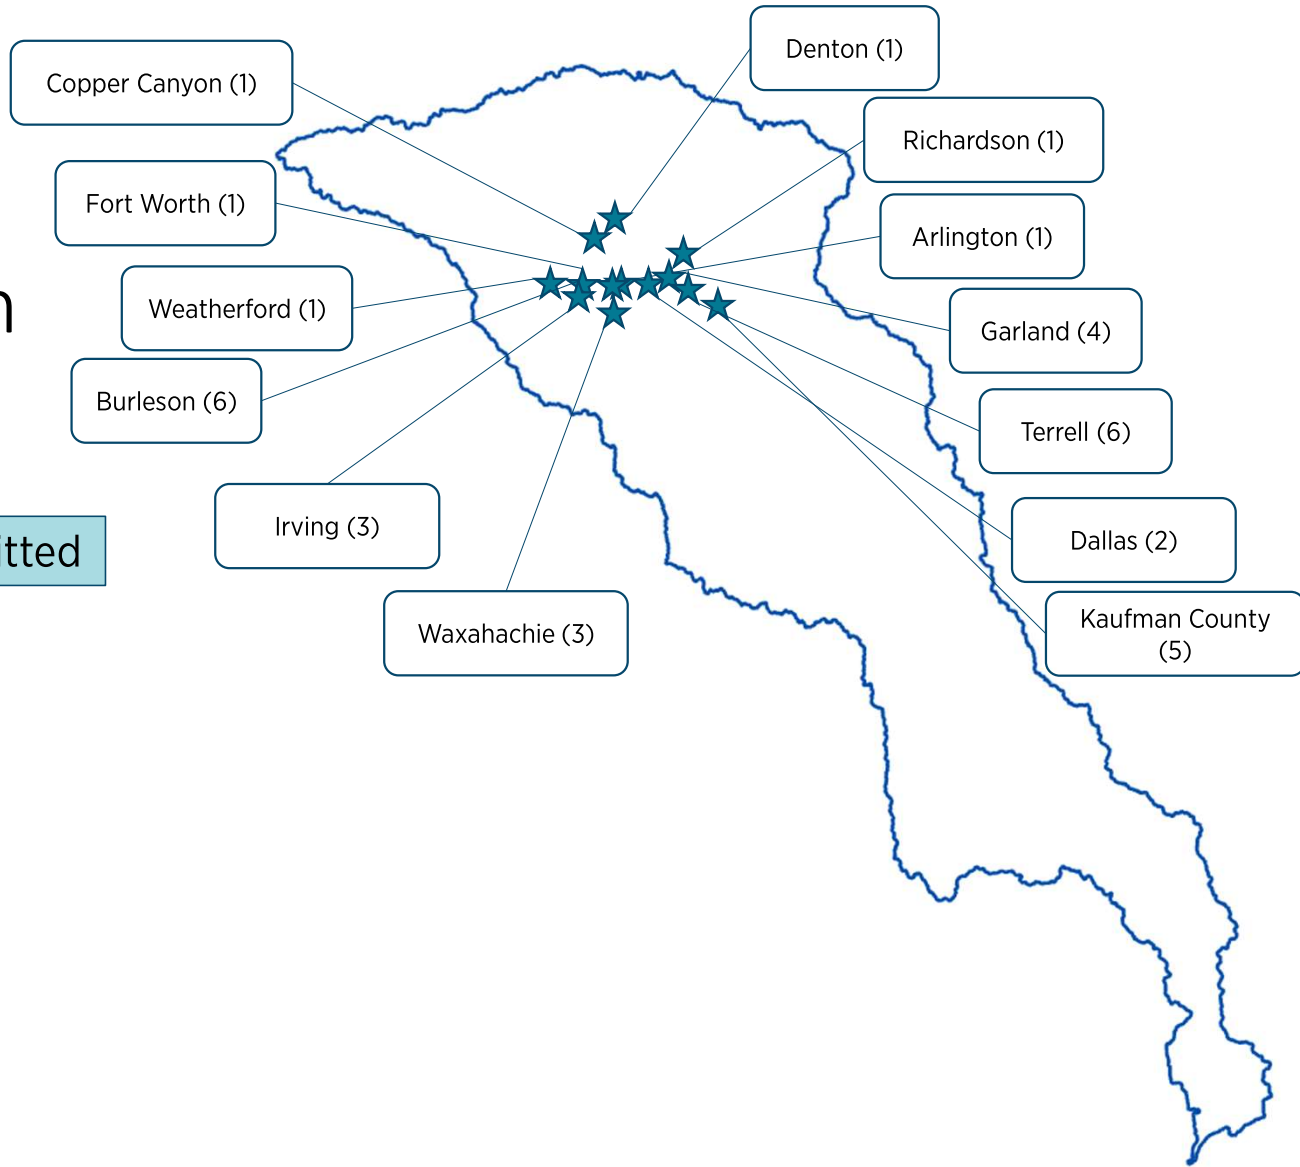 Denton (1)
Copper Canyon (1)
Richardson (1)
Fort Worth (1)
Arlington (1)
Weatherford (1)
Garland (4)
Burleson (6)
Terrell (6)
Irving (3)
Dallas (2)
itted
Kaufman County
(5)
Waxahachie (3)